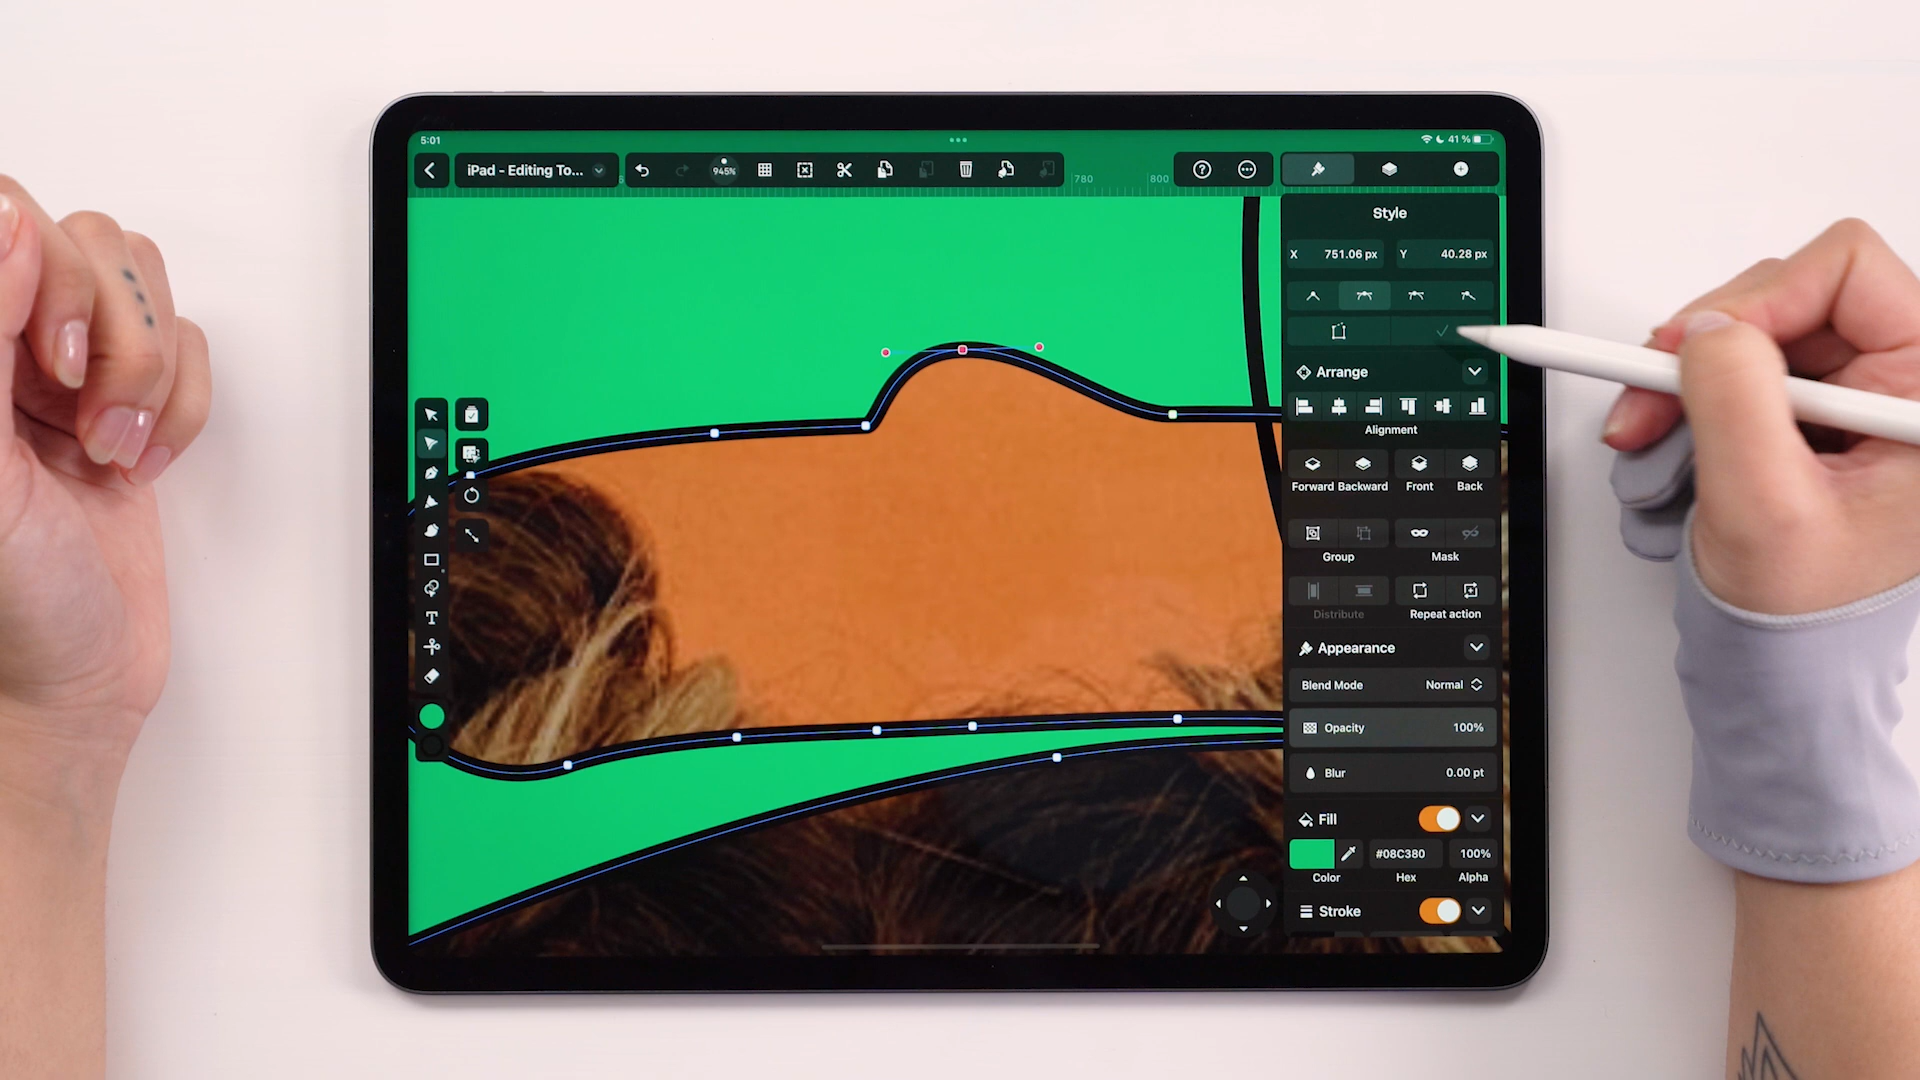 5:01
41 %
iPad - Editing To...
945%
780
800
Style
X 751.06 px Y 40.28 px
Arrange
Alignment
Forward Backward Front Back
Group Mask
Distribute Repeat action
Appearance
Blend Mode Normal
Opacity 100%
Blur 0.00 pt
Fill
#08C380 100%
Color Hex Alpha
Stroke